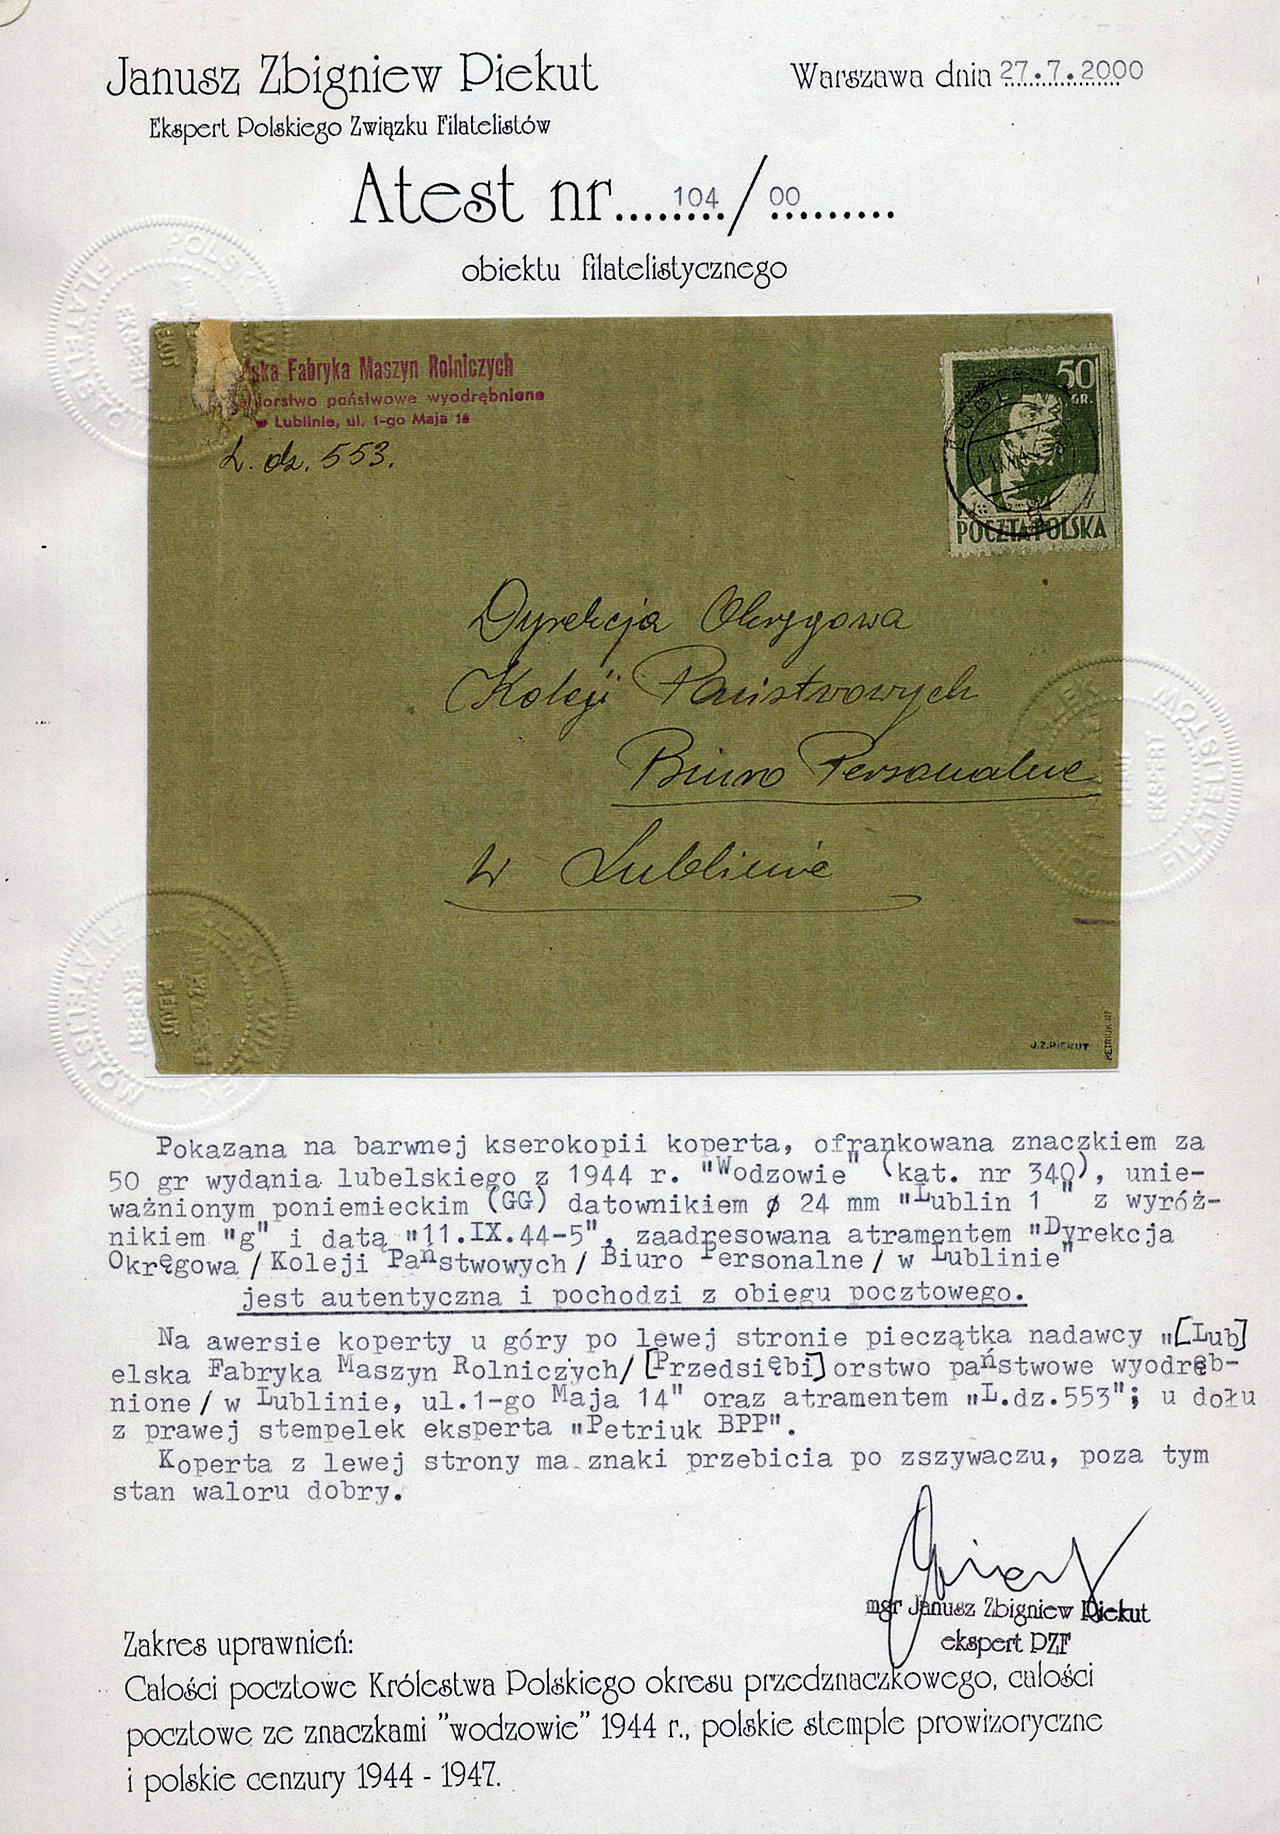 Janusz Zbigniew Piekut
Warszawa dnia 27.7.2000
Ekspert Polskiego Związku Filatelistów
Atest nr........104/00.........
obiektu filatelistycznego
ska Fabryka Maszyn Rolniczych
iorstwo państwowe wyodrębnione
w Lublinie, ul. 1-go Maja 14
L. dz. 553.
50
GR.
POCZTA POLSKA
Dyrekcja Okręgowa
Koleji Państwowych
Biuro Personalne
w Lublinie
J.Z.PIEKUT
PETRIUK
Pokazana na barwnej kserokopii koperta, ofrankowana znaczkiem za
50 gr wydania lubelskiego z 1944 r. "Wodzowie" (kat. nr 340), unie-
ważnionym poniemieckim (GG) datownikiem ø 24 mm "Lublin 1 " z wyróż-
nikiem "g" i datą "11.IX.44-5", zaadresowana atramentem "Dyrekcja
Okręgowa/Koleji Państwowych/ Biuro Personalne/ w Lublinie"
jest autentyczna i pochodzi z obiegu pocztowego.
Na awersie koperty u góry po lewej stronie pieczątka nadawcy "[Lub]
elska Fabryka Maszyn Rolniczych/[Przedsiębi]orstwo państwowe wyodręb-
nione/ w Lublinie, ul.1-go Maja 14" oraz atramentem "L.dz.553"; u dołu
z prawej stempelek eksperta "Petriuk BPP".
Koperta z lewej strony ma znaki przebicia po zszywaczu, poza tym
stan waloru dobry.
mgr Janusz Zbigniew Piekut
ekspert PZF
Zakres uprawnień:
Całości pocztowe Królestwa Polskiego okresu przedznaczkowego, całości
pocztowe ze znaczkami "wodzowie" 1944 r., polskie stemple prowizoryczne
i polskie cenzury 1944 - 1947.